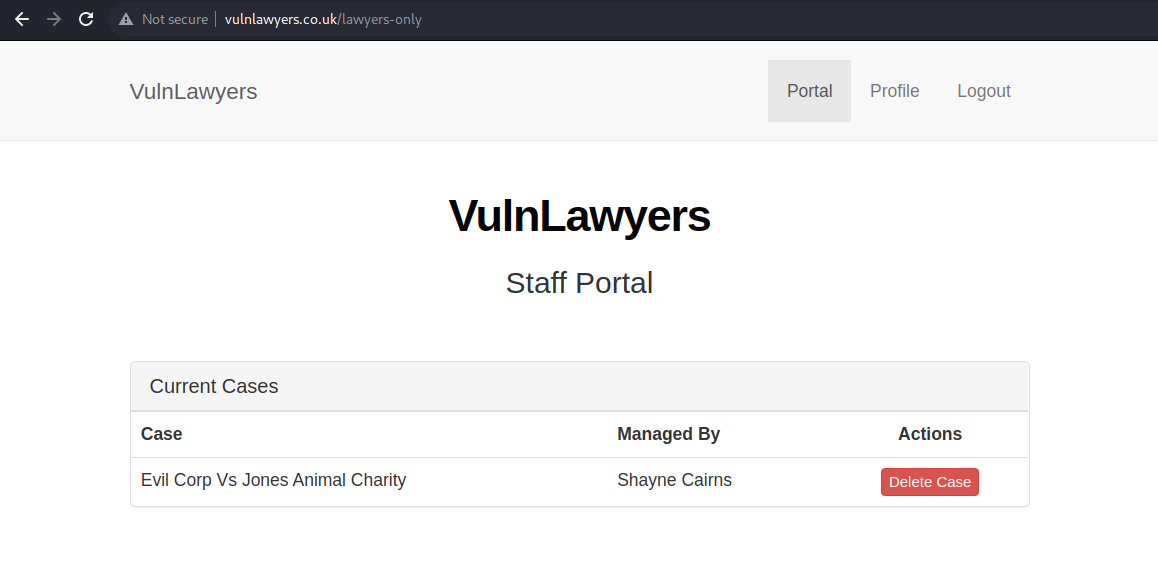 Not secure vulnlawyers.co.uk/lawyers-only
VulnLawyers Portal Profile Logout
VulnLawyers
Staff Portal
Current Cases
Case Managed By Actions
Evil Corp Vs Jones Animal Charity Shayne Cairns Delete Case